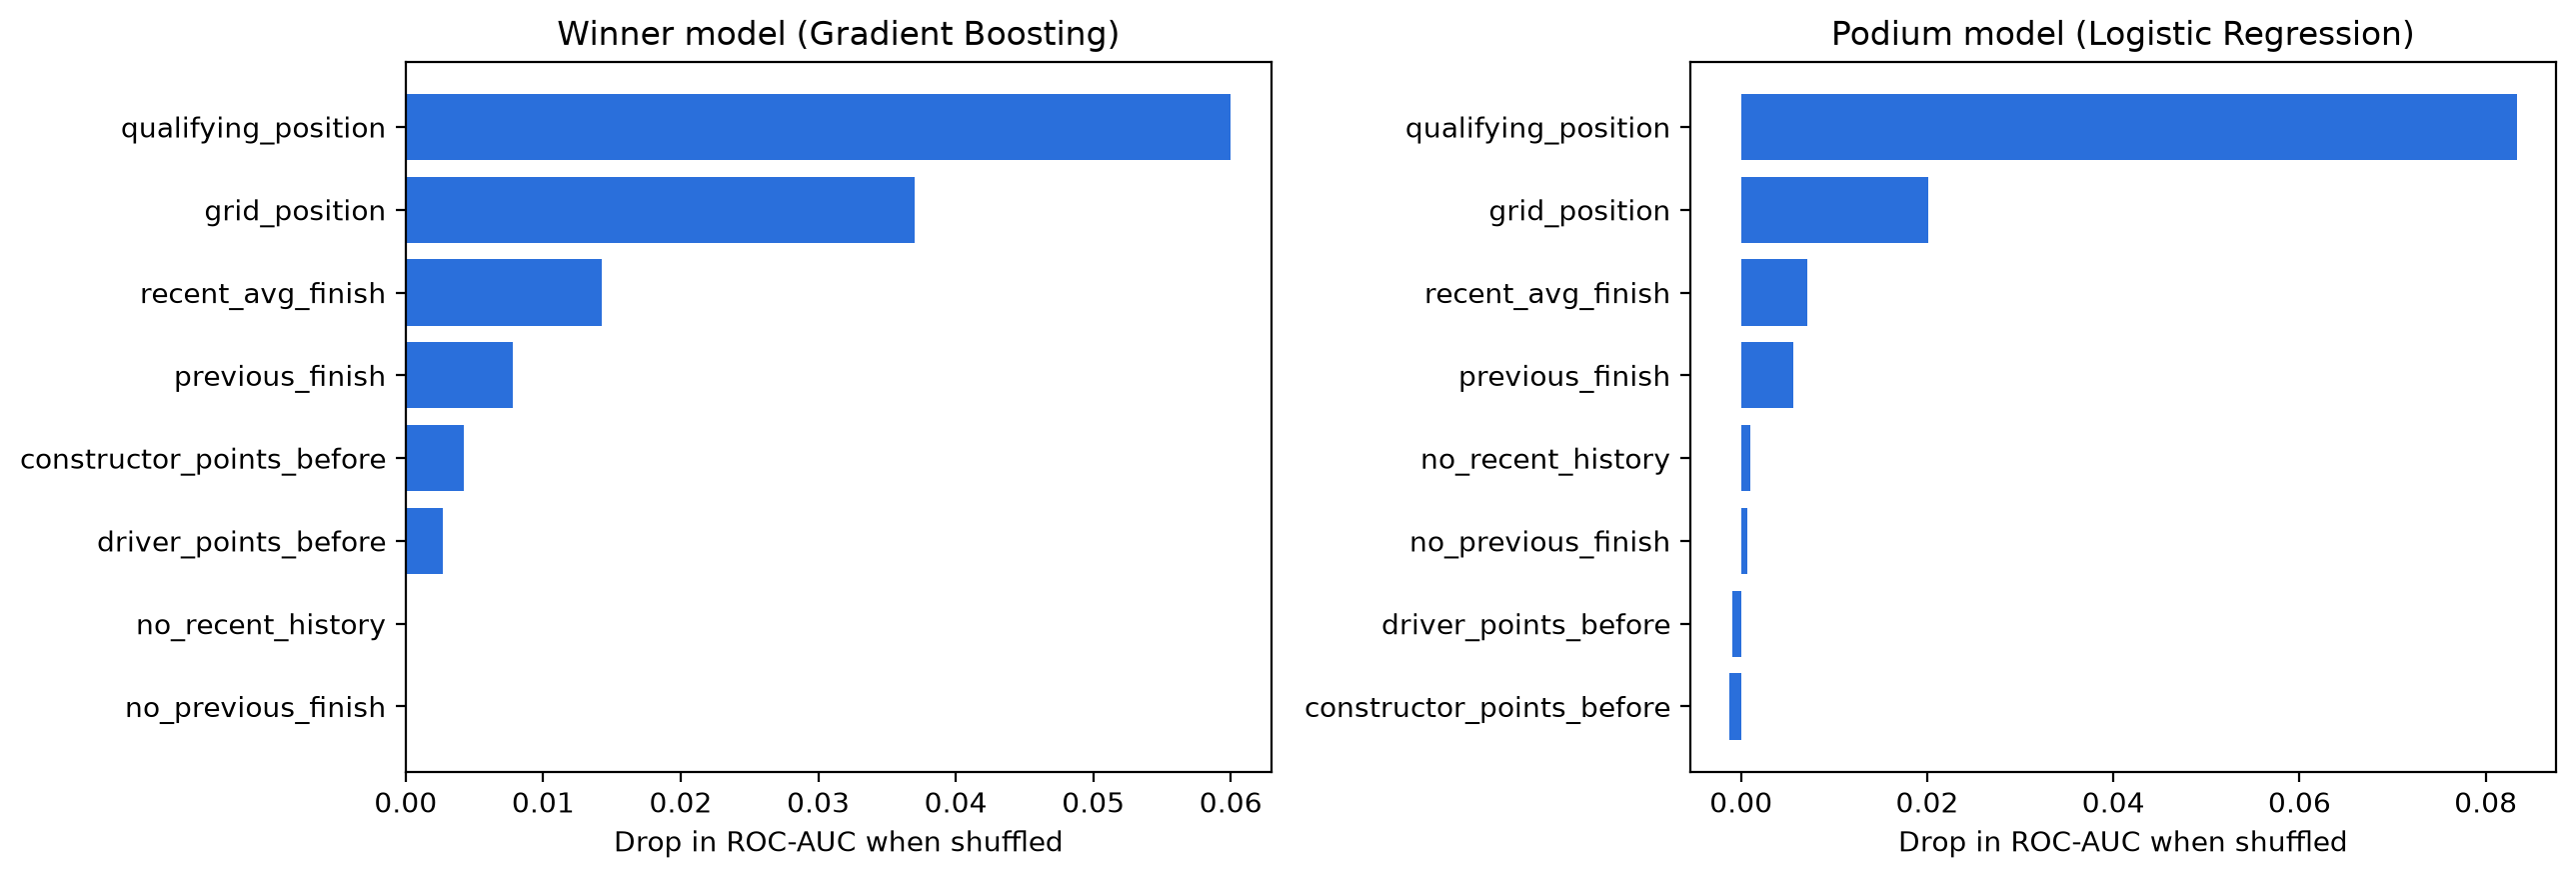 Winner model (Gradient Boosting)
qualifying_position
grid_position
recent_avg_finish
previous_finish
constructor_points_before
driver_points_before
no_recent_history
no_previous_finish
0.00 0.01 0.02 0.03 0.04 0.05 0.06
Drop in ROC-AUC when shuffled
Podium model (Logistic Regression)
qualifying_position
grid_position
recent_avg_finish
previous_finish
no_recent_history
no_previous_finish
driver_points_before
constructor_points_before
0.00 0.02 0.04 0.06 0.08
Drop in ROC-AUC when shuffled